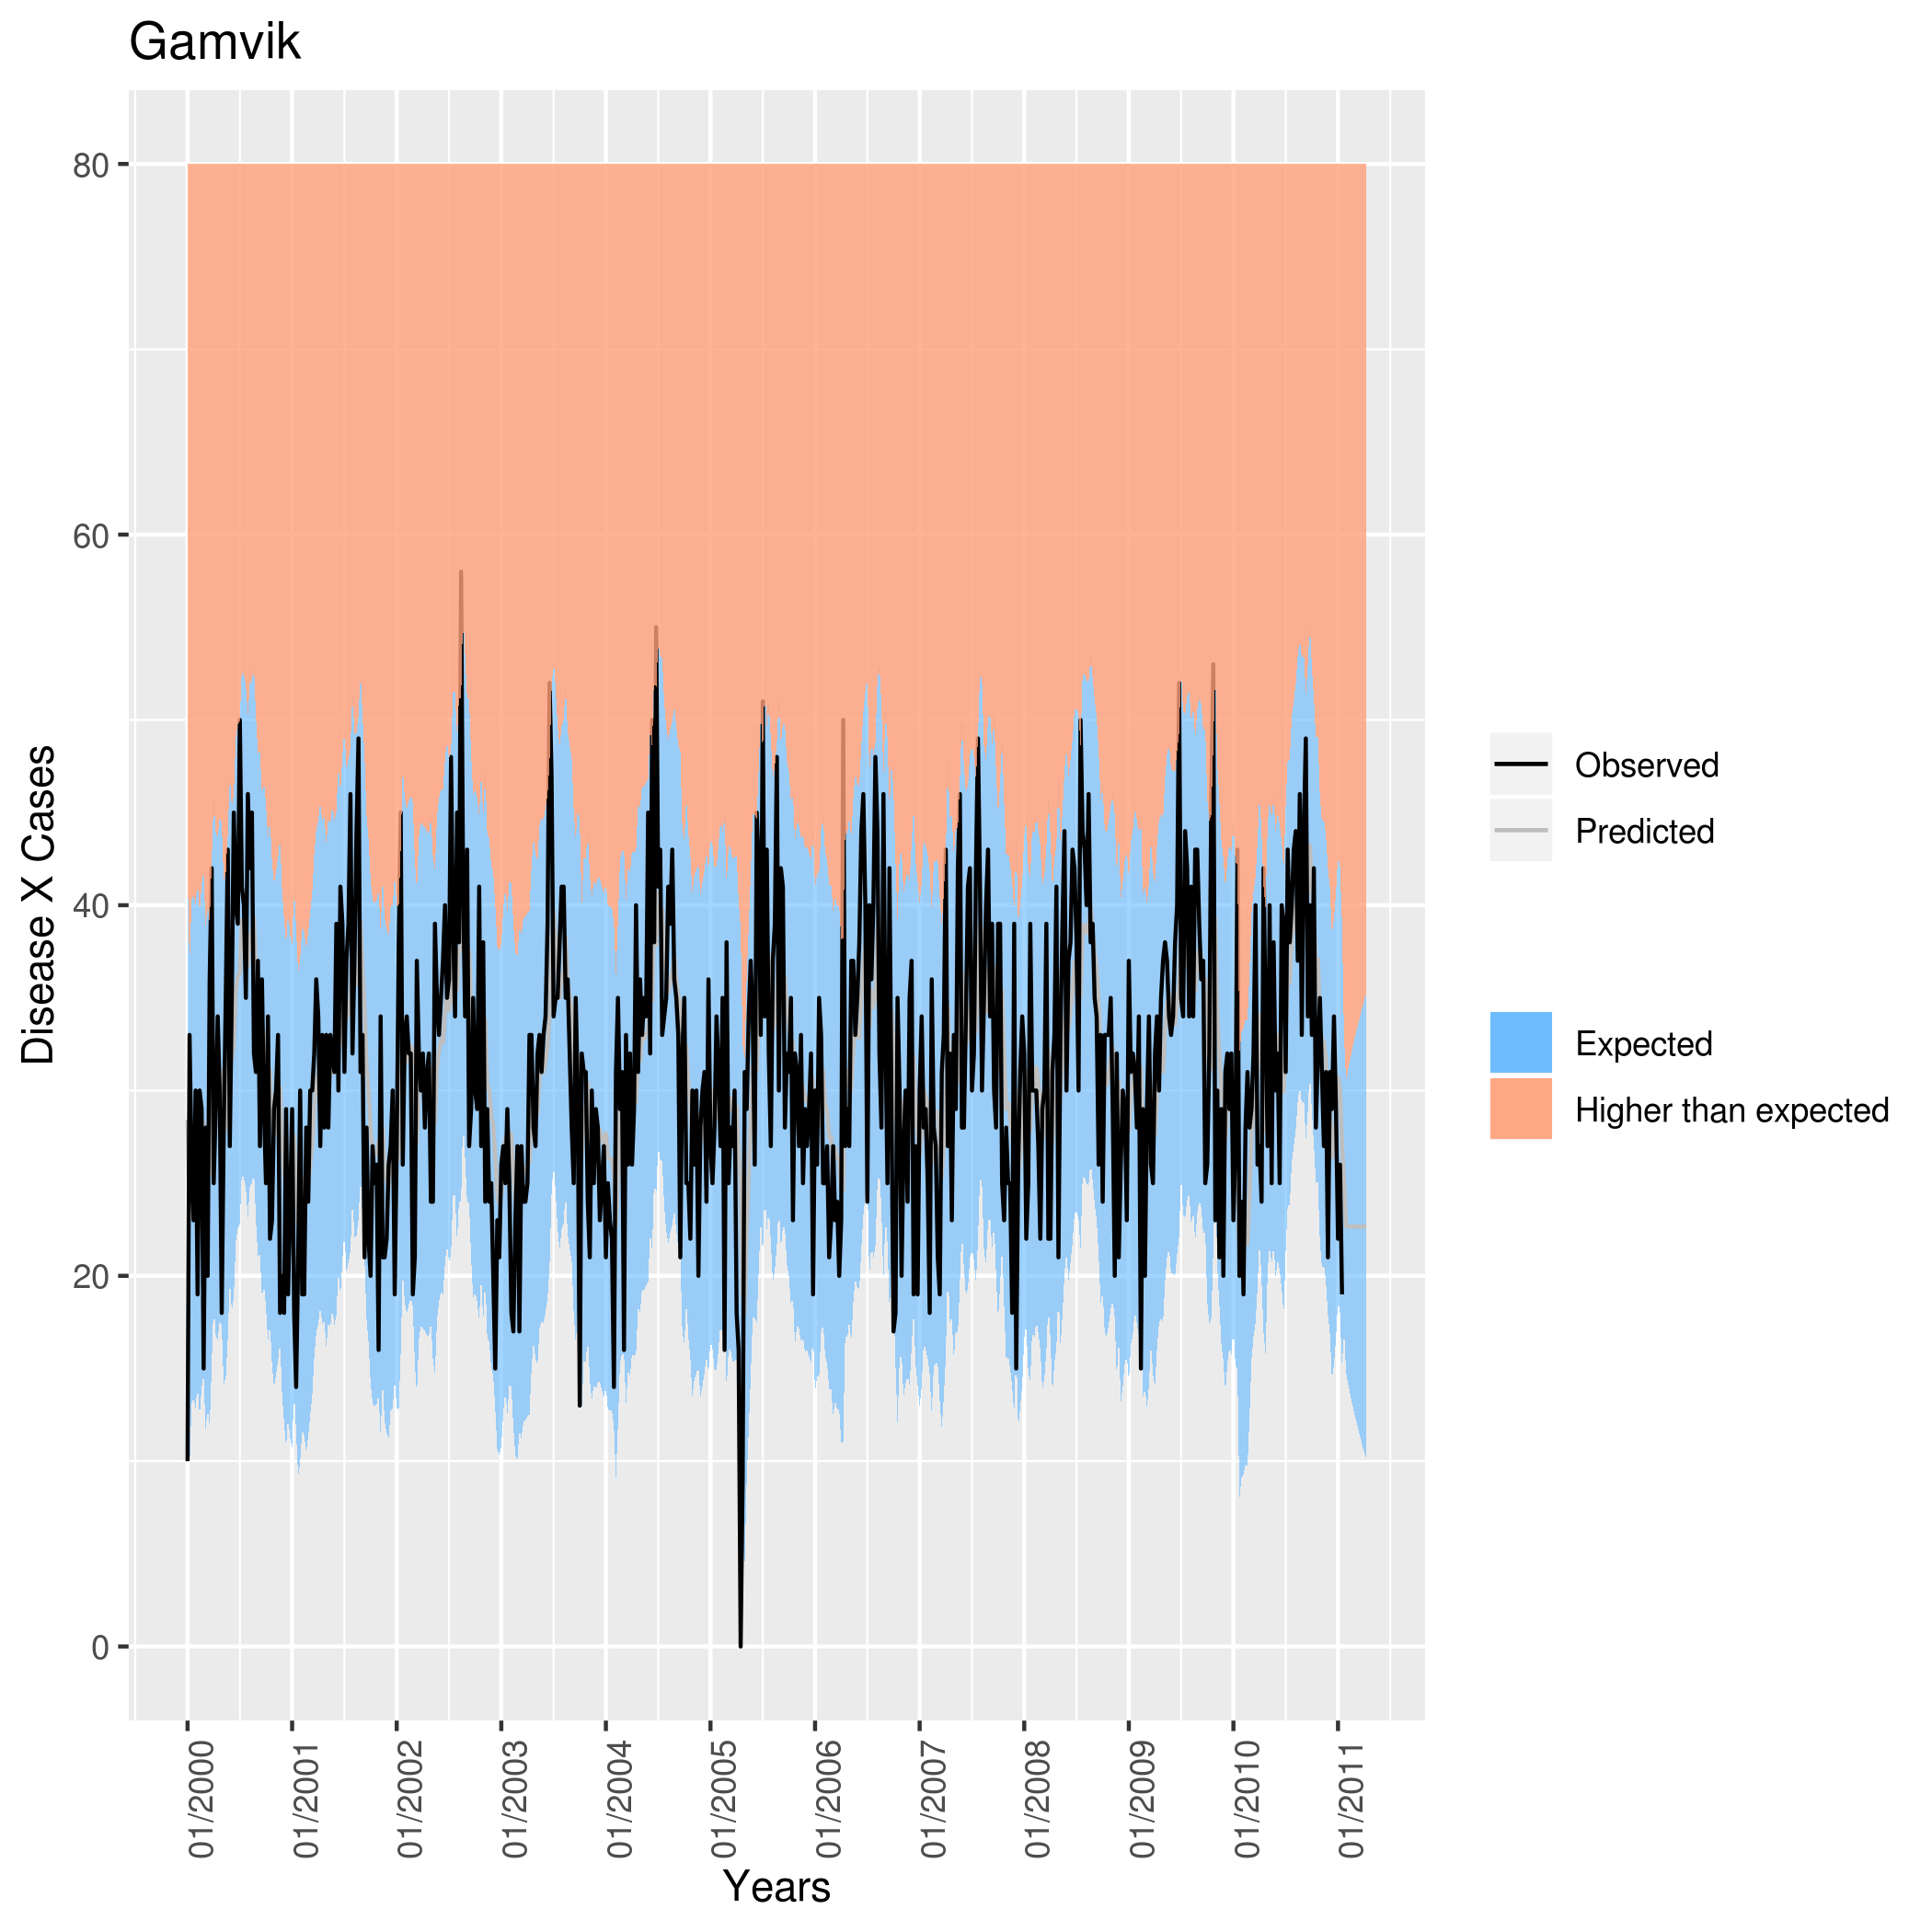 Gamvik
80
60
40
20
0
Disease X Cases
01/2000
01/2001
01/2002
01/2003
01/2004
01/2005
01/2006
01/2007
01/2008
01/2009
01/2010
01/2011
Years
Observed
Predicted
Expected
Higher than expected